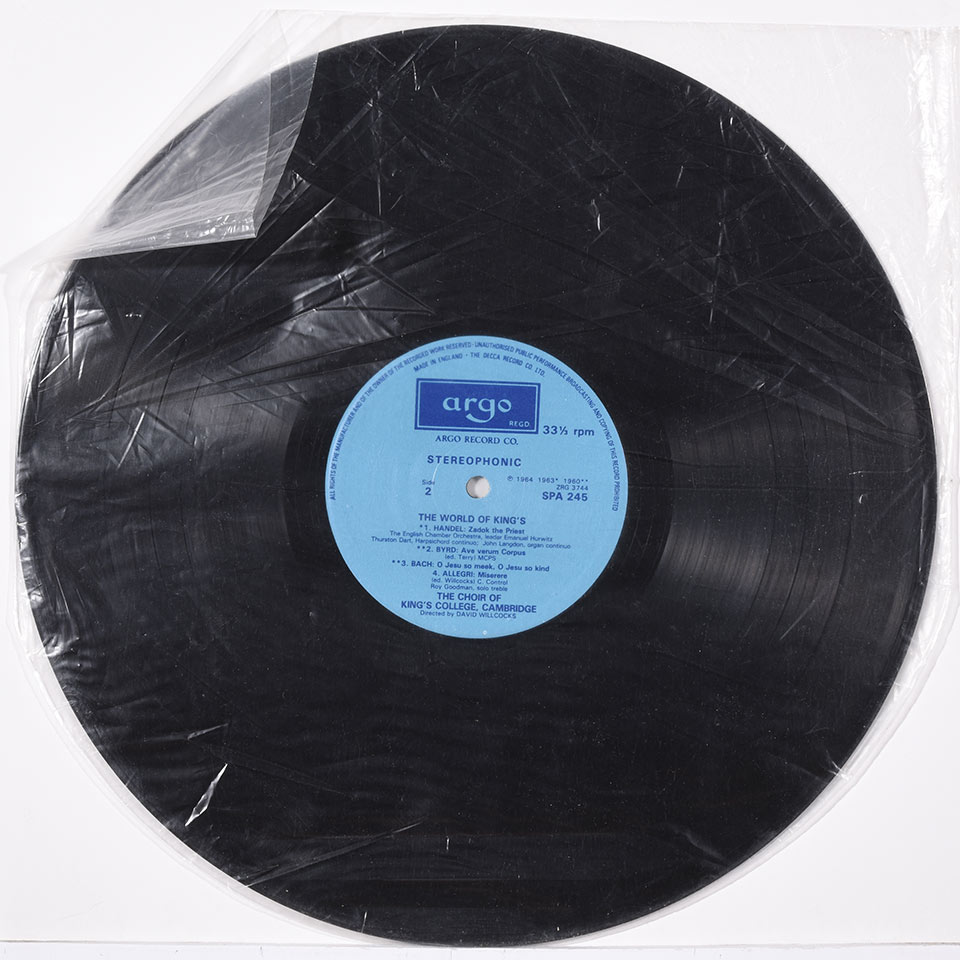 ALL RIGHTS OF THE MANUFACTURER AND OF THE OWNER OF THE RECORDED WORK RESERVED · UNAUTHORISED PUBLIC PERFORMANCE BROADCASTING AND COPYING OF THIS RECORD PROHIBITED
MADE IN ENGLAND · THE DECCA RECORD CO. LTD.
argo
REGD.
33⅓ rpm
ARGO RECORD CO.
STEREOPHONIC
Side
2
℗ 1964 1963* 1960**
ZRG 3744
SPA 245
THE WORLD OF KING'S
*1. HANDEL: Zadok the Priest
The English Chamber Orchestra, leader Emanuel Hurwitz
Thurston Dart, Harpsichord continuo; John Langdon, organ continuo
**2. BYRD: Ave verum Corpus
(ed. Terry) MCPS
**3. BACH: O Jesu so meek, O Jesu so kind
4. ALLEGRI: Miserere
(ed. Willcocks) C. Control
Roy Goodman, solo treble
THE CHOIR OF
KING'S COLLEGE, CAMBRIDGE
Directed by DAVID WILLCOCKS